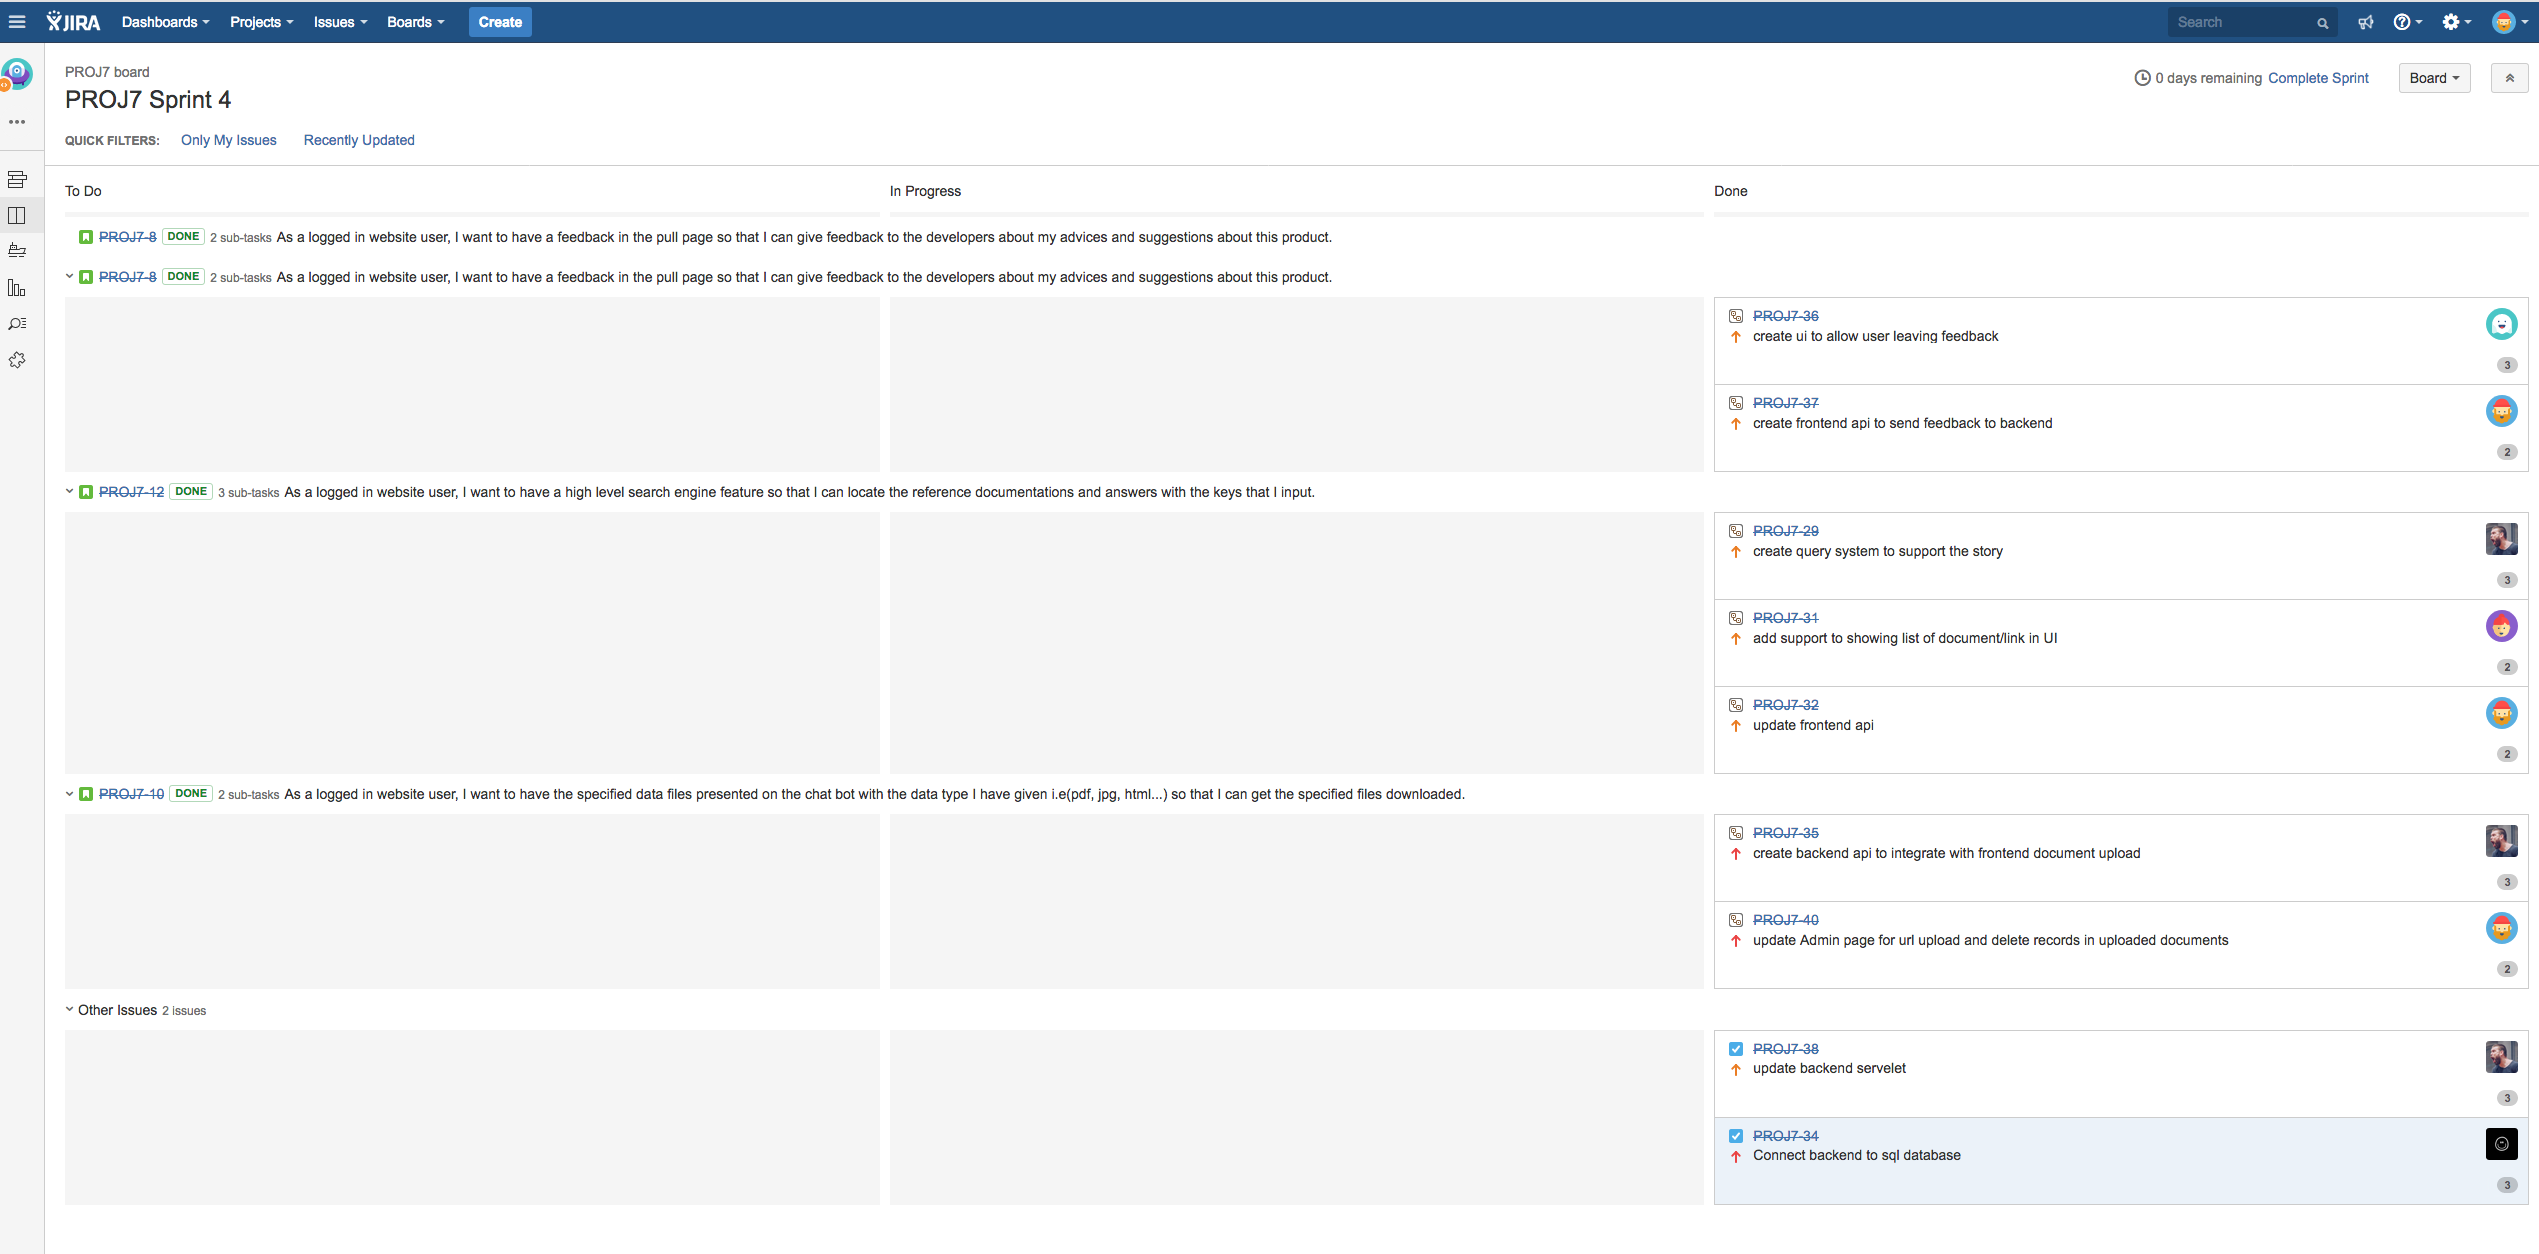 JIRA Dashboards Projects Issues Boards Create Search
PROJ7 board
PROJ7 Sprint 4
0 days remaining Complete Sprint Board
QUICK FILTERS: Only My Issues Recently Updated
To Do In Progress Done
PROJ7-8 DONE 2 sub-tasks As a logged in website user, I want to have a feedback in the pull page so that I can give feedback to the developers about my advices and suggestions about this product.
PROJ7-8 DONE 2 sub-tasks As a logged in website user, I want to have a feedback in the pull page so that I can give feedback to the developers about my advices and suggestions about this product.
PROJ7-36
create ui to allow user leaving feedback
3
PROJ7-37
create frontend api to send feedback to backend
2
PROJ7-12 DONE 3 sub-tasks As a logged in website user, I want to have a high level search engine feature so that I can locate the reference documentations and answers with the keys that I input.
PROJ7-29
create query system to support the story
3
PROJ7-31
add support to showing list of document/link in UI
2
PROJ7-32
update frontend api
2
PROJ7-10 DONE 2 sub-tasks As a logged in website user, I want to have the specified data files presented on the chat bot with the data type I have given i.e(pdf, jpg, html...) so that I can get the specified files downloaded.
PROJ7-35
create backend api to integrate with frontend document upload
3
PROJ7-40
update Admin page for url upload and delete records in uploaded documents
2
Other Issues 2 issues
PROJ7-38
update backend servelet
3
PROJ7-34
Connect backend to sql database
3